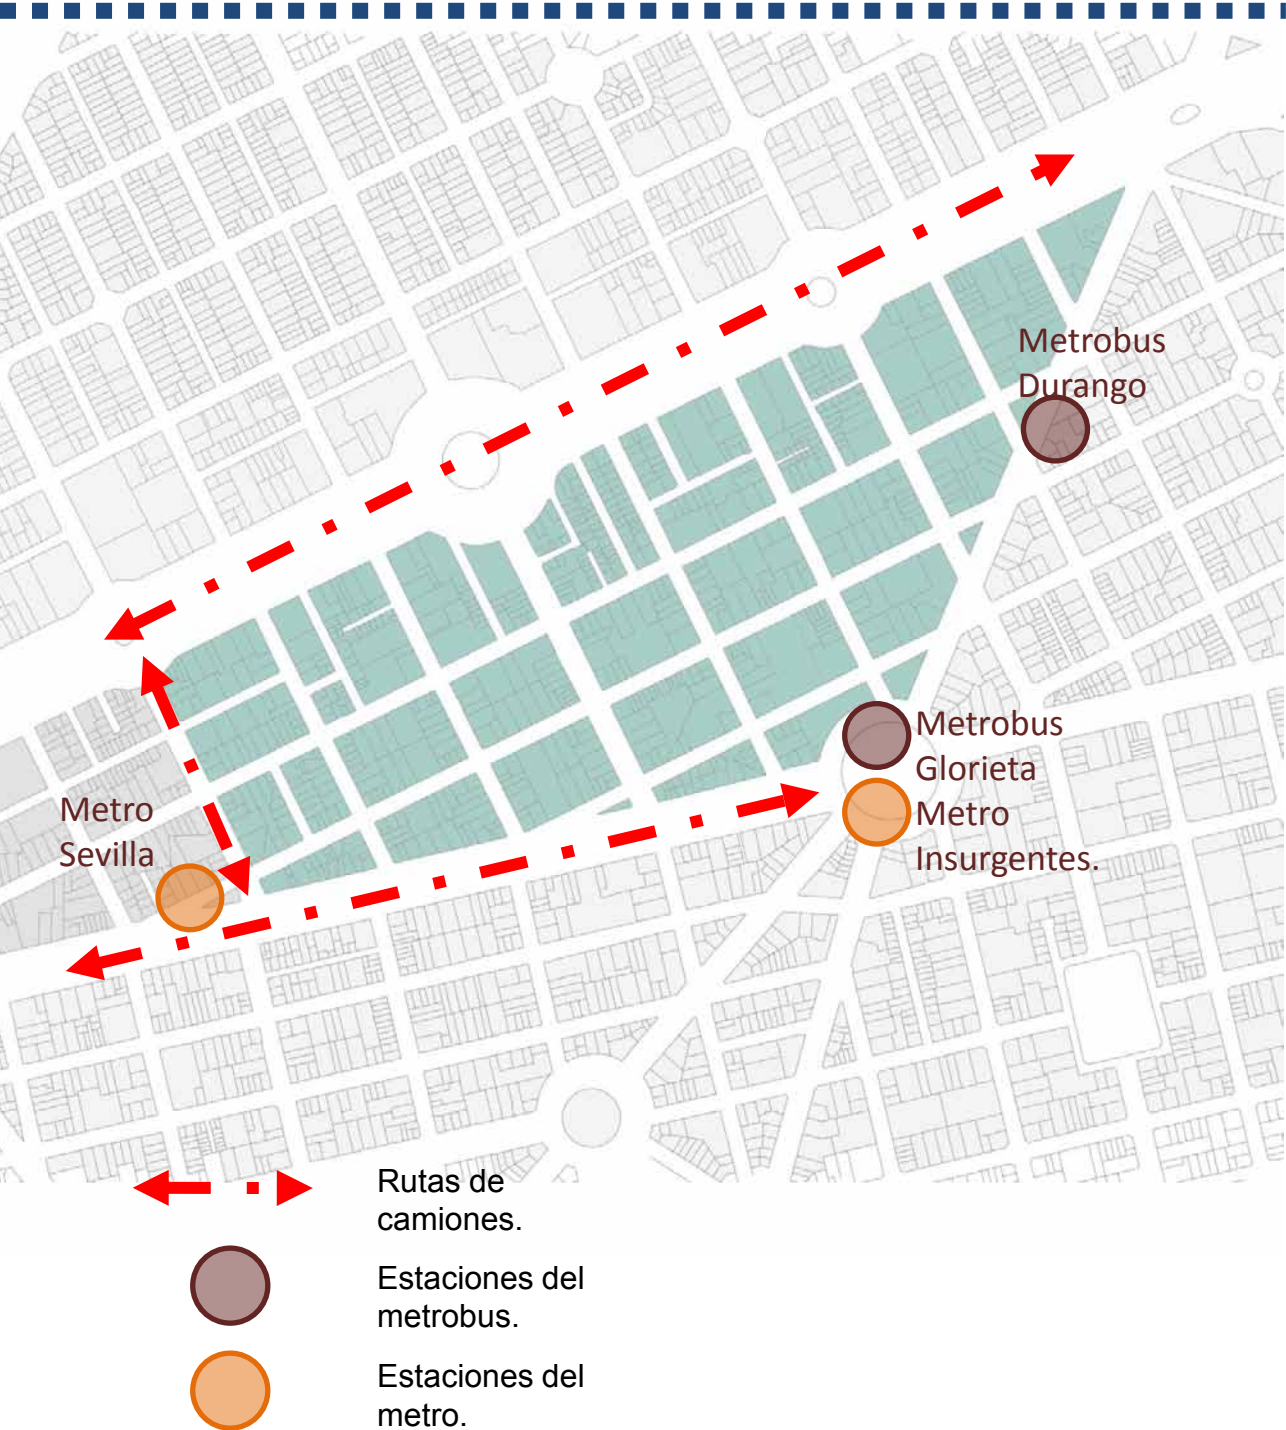 Metrobus
Durango
Metrobus
Glorieta
Metro
Insurgentes.
Metro
Sevilla
Rutas de
camiones.
Estaciones del
metrobus.
Estaciones del
metro.